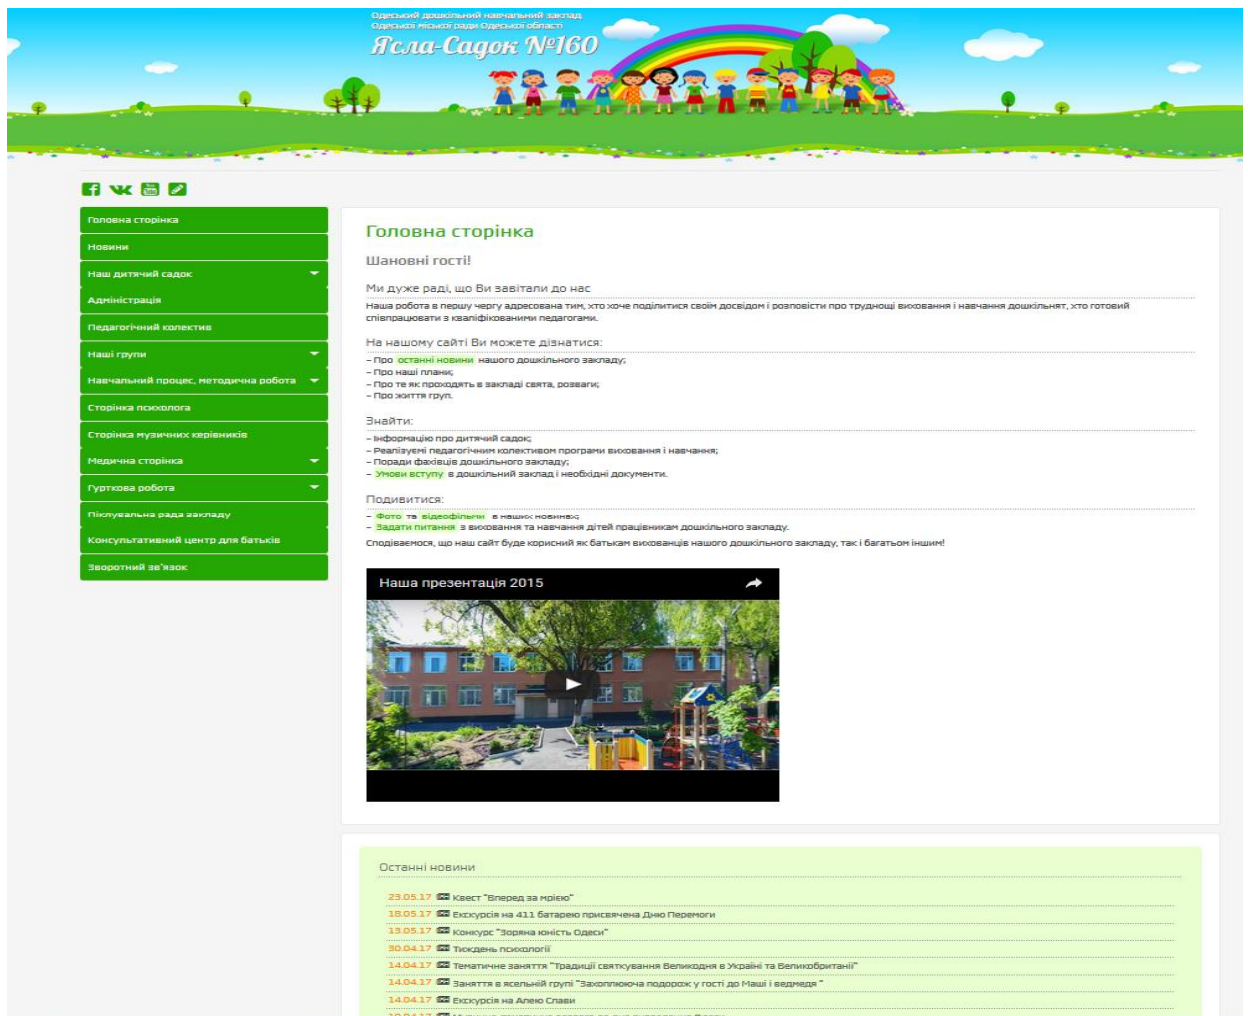 Одеський дошкільний навчальний заклад
Одеської міської ради Одеської області
Ясла-Садок №160
Головна сторінка
Новини
Наш дитячий садок
Адміністрація
Педагогічний колектив
Наші групи
Навчальний процес, методична робота
Сторінка психолога
Сторінка музичних керівників
Медична сторінка
Гурткова робота
Піклувальна рада закладу
Консультативний центр для батьків
Зворотний зв'язок
Головна сторінка
Шановні гості!
Ми дуже раді, що Ви завітали до нас
Наша робота в першу чергу адресована тим, хто хоче поділитися своїм досвідом і розповісти про труднощі виховання і навчання дошкільнят, хто готовий
співпрацювати з кваліфікованими педагогами.
На нашому сайті Ви можете дізнатися:
– Про останні новини нашого дошкільного закладу;
– Про наші плани;
– Про те як проходять в закладі свята, розваги;
– Про життя груп.
Знайти:
– Інформацію про дитячий садок;
– Реалізуемі педагогічним колективом програми виховання і навчання;
– Поради фахівців дошкільного закладу;
– Умови вступу в дошкільний заклад і необхідні документи.
Подивитися:
– Фото та відеофільми в наших новинах;
– Задати питання з виховання та навчання дітей працівникам дошкільного закладу.
Сподіваємося, що наш сайт буде корисний як батькам вихованців нашого дошкільного закладу, так і багатьом іншим!
Наша презентація 2015
Останні новини
23.05.17 Квест "Вперед за мрією"
18.05.17 Екскурсія на 411 батарею присвячена Дню Перемоги
13.05.17 Конкурс "Зоряна юність Одеси"
30.04.17 Тиждень психології
14.04.17 Тематичне заняття "Традиції святкування Великодня в Україні та Великобританії"
14.04.17 Заняття в ясельній групі "Захоплююча подорож у гості до Маші і ведмедя "
14.04.17 Екскурсія на Алею Слави